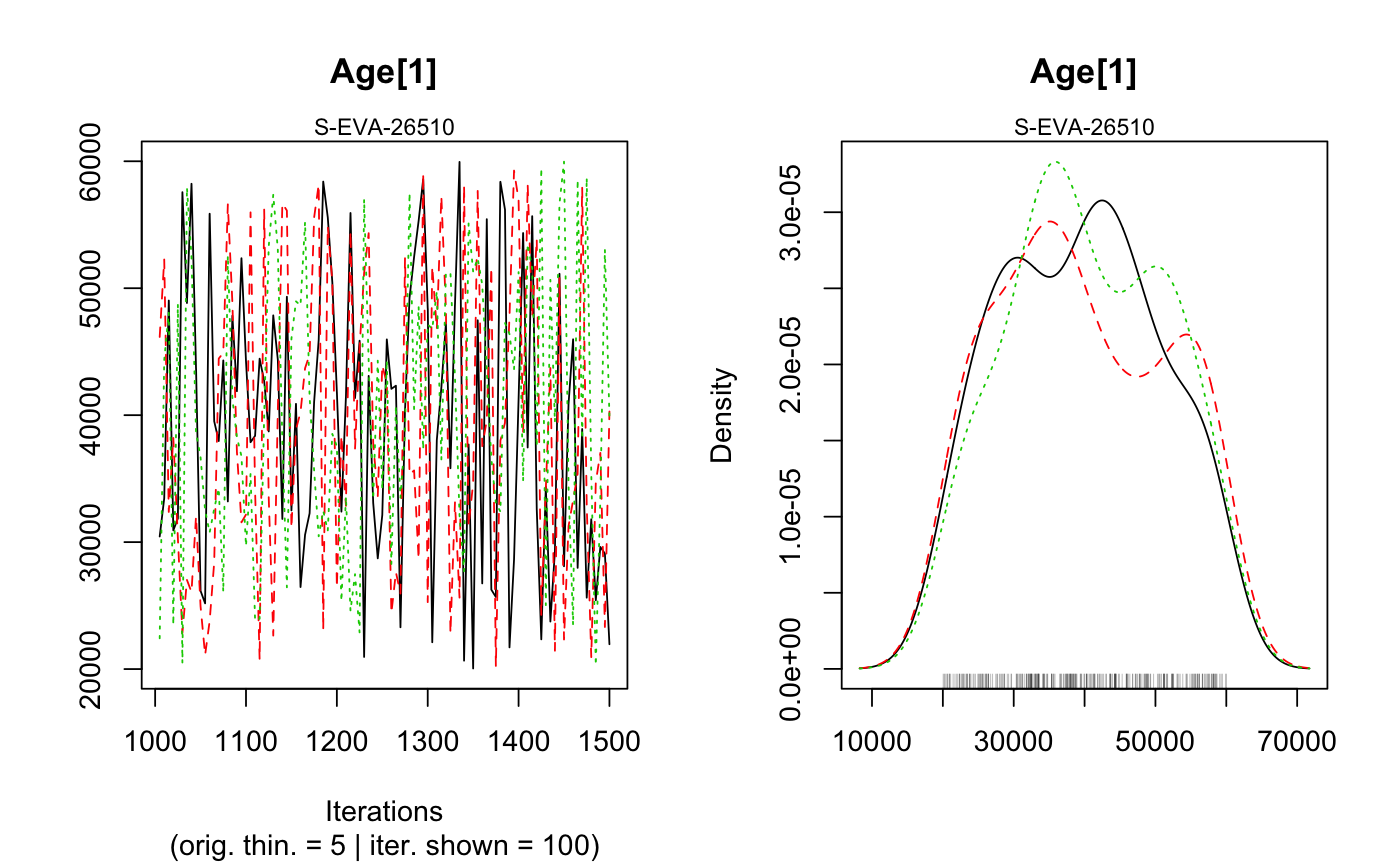 Age[1]
S-EVA-26510
60000
50000
40000
30000
20000
1000 1100 1200 1300 1400 1500
Iterations
(orig. thin. = 5 | iter. shown = 100)
Age[1]
S-EVA-26510
Density
3.0e-05
2.0e-05
1.0e-05
0.0e+00
10000 30000 50000 70000